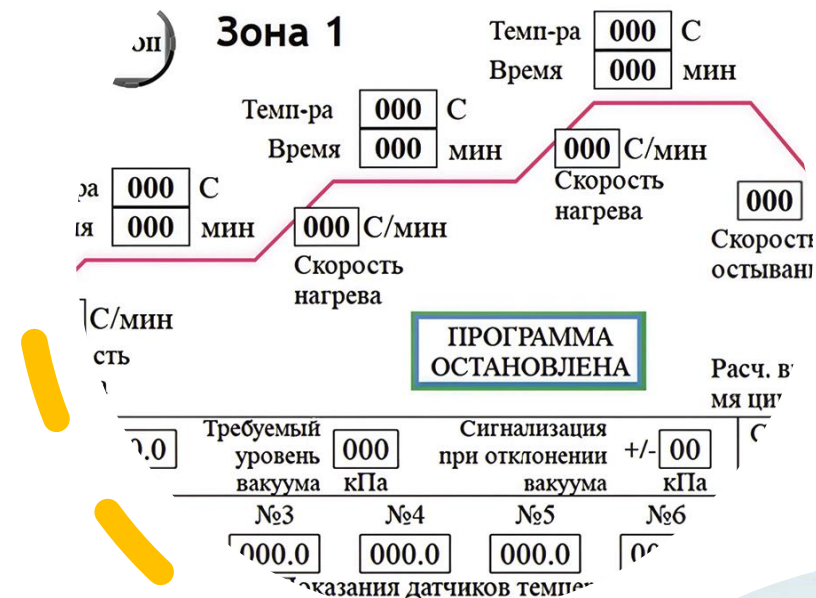 Зона 1
Темп-ра 000 С
Время 000 мин
Темп-ра 000 С
Время 000 мин
000 С/мин
Скорость
нагрева
000 С
000 мин
000 С/мин
Скорость
нагрева
000
С/мин
ПРОГРАММА
ОСТАНОВЛЕНА
Расч.
Требуемый
уровень
вакуума
000
кПа
Сигнализация
при отклонении
вакуума
+/- 00
кПа
№3 №4 №5 №6
000.0 000.0 000.0
датчиков